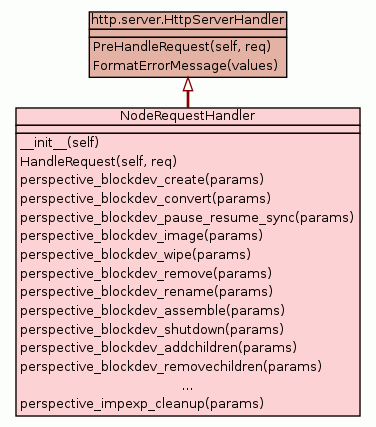 http.server.HttpServerHandler
PreHandleRequest(self, req)
FormatErrorMessage(values)
NodeRequestHandler
__init__(self)
HandleRequest(self, req)
perspective_blockdev_create(params)
perspective_blockdev_convert(params)
perspective_blockdev_pause_resume_sync(params)
perspective_blockdev_image(params)
perspective_blockdev_wipe(params)
perspective_blockdev_remove(params)
perspective_blockdev_rename(params)
perspective_blockdev_assemble(params)
perspective_blockdev_shutdown(params)
perspective_blockdev_addchildren(params)
perspective_blockdev_removechildren(params)
...
perspective_impexp_cleanup(params)